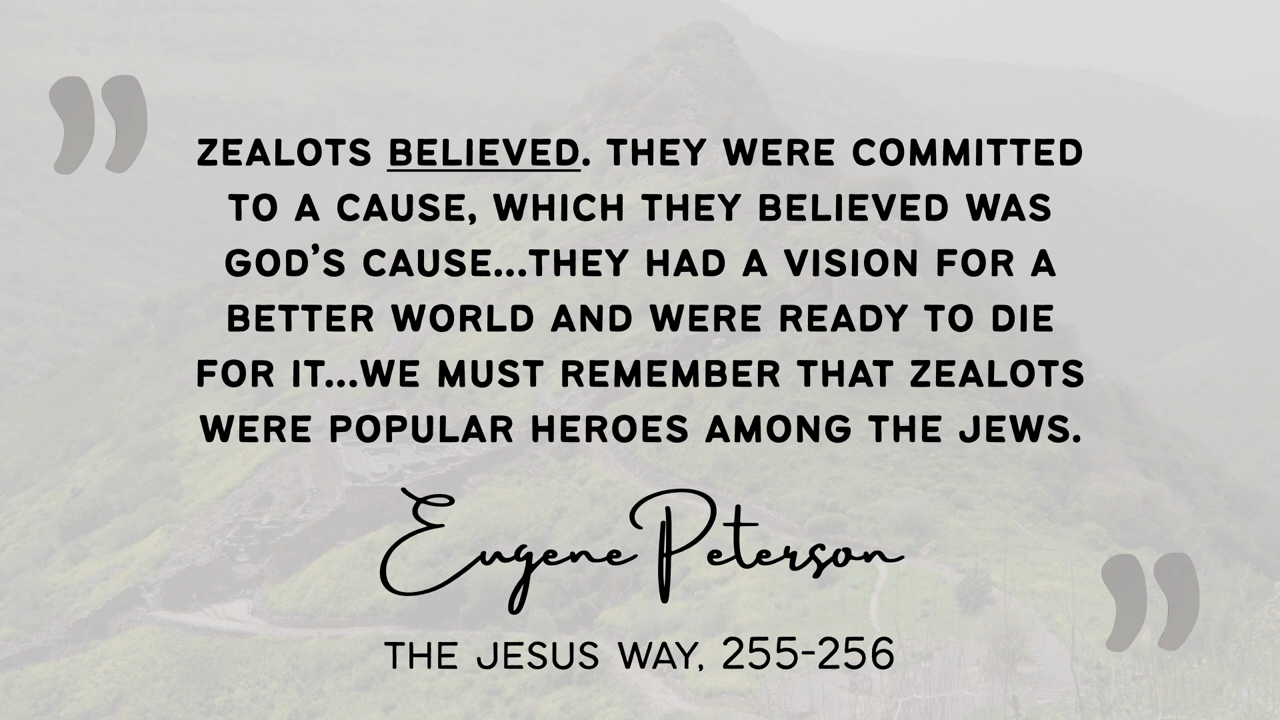 ZEALOTS BELIEVED. THEY WERE COMMITTED
TO A CAUSE, WHICH THEY BELIEVED WAS
GOD’S CAUSE...THEY HAD A VISION FOR A
BETTER WORLD AND WERE READY TO DIE
FOR IT...WE MUST REMEMBER THAT ZEALOTS
WERE POPULAR HEROES AMONG THE JEWS.
Eugene Peterson
THE JESUS WAY, 255-256